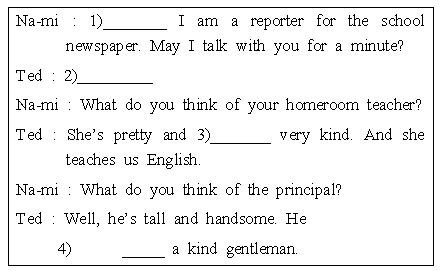 Na-mi : 1)________ I am a reporter for the school
newspaper. May I talk with you for a minute?
Ted : 2)_________
Na-mi : What do you think of your homeroom teacher?
Ted : She's pretty and 3)_______ very kind. And she
teaches us English.
Na-mi : What do you think of the principal?
Ted : Well, he's tall and handsome. He
4) _____ a kind gentleman.